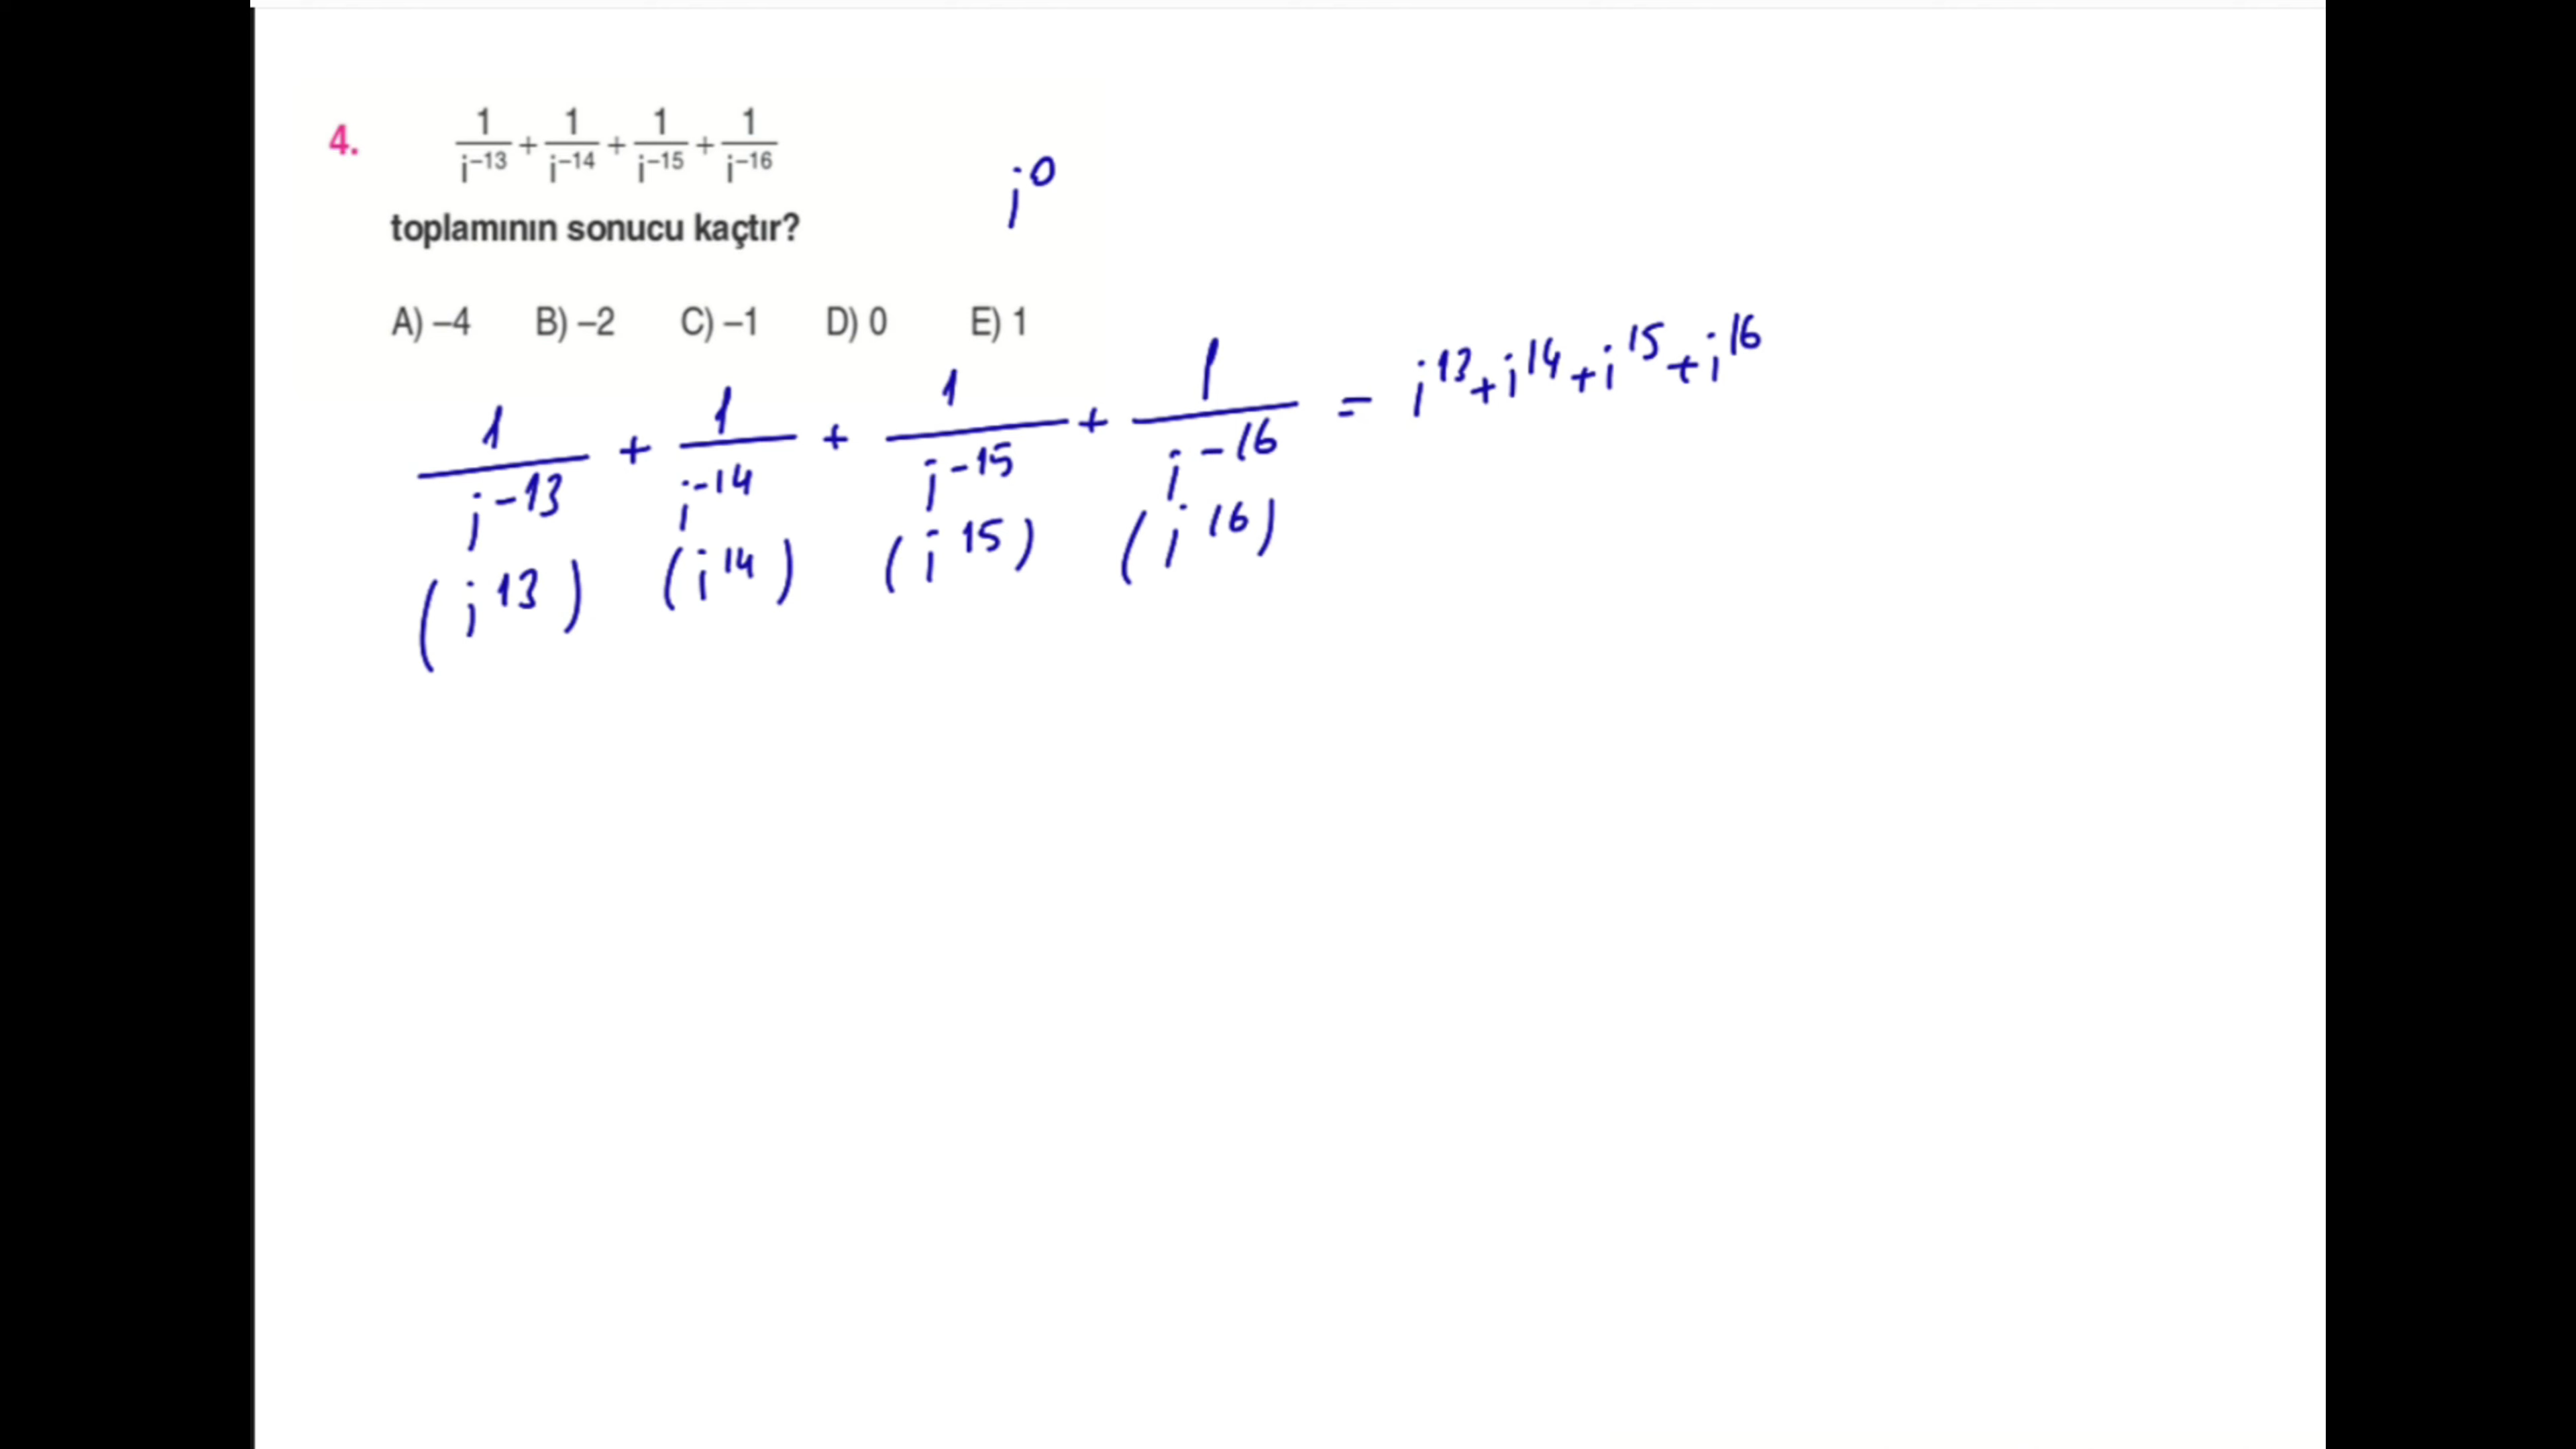 4. 1/i⁻¹³ + 1/i⁻¹⁴ + 1/i⁻¹⁵ + 1/i⁻¹⁶
toplamının sonucu kaçtır?
i⁰
A) –4 B) –2 C) –1 D) 0 E) 1
1/i⁻¹³ + 1/i⁻¹⁴ + 1/i⁻¹⁵ + 1/i⁻¹⁶ = i¹³+i¹⁴+i¹⁵+i¹⁶
(i¹³) (i¹⁴) (i¹⁵) (i¹⁶)